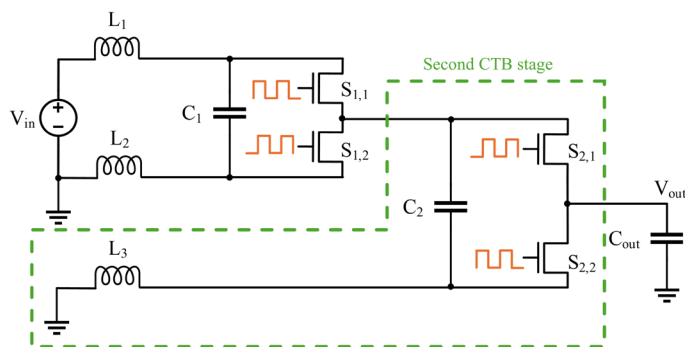 L1
Second CTB stage
S1,1
Vin
C1
L2
S1,2
S2,1
Vout
C2
Cout
L3
S2,2